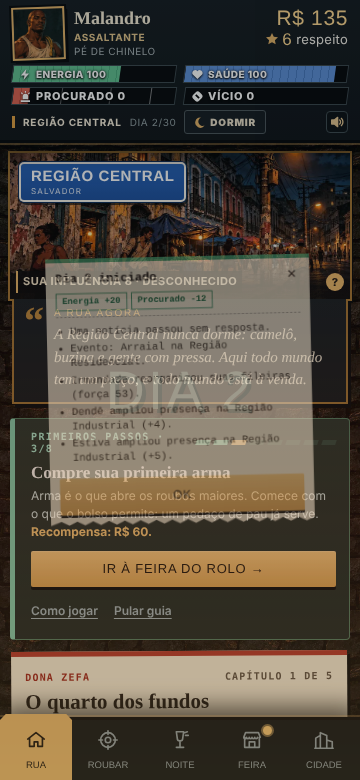 Malandro
ASSALTANTE
PÉ DE CHINELO
R$ 135
6 respeito
ENERGIA 100
SAÚDE 100
PROCURADO 0
VÍCIO 0
REGIÃO CENTRAL DIA 2/30
DORMIR
REGIÃO CENTRAL
SALVADOR
SUA INFLUÊNCIA 8 · DESCONHECIDO
?
Dia 2 iniciado
×
Energia +20
Procurado -12
Uma notícia passou sem resposta.
Evento: Arraial na Região
Residencial.
(força 53).
Dendê ampliou presença na Região
Industrial (+4).
Estiva ampliou presença na Região
Industrial (+5).
OK
DIA 2
A RUA AGORA
A Região Central nunca dorme: camelô,
buzina e gente com pressa. Aqui todo mundo
tem um preço, e todo mundo está à venda.
PRIMEIROS PASSOS ·
3/8
Compre sua primeira arma
Arma é o que abre os roubos maiores. Comece com
o que o bolso permite: um pedaço de pau já serve.
Recompensa: R$ 60.
IR À FEIRA DO ROLO →
Como jogar
Pular guia
DONA ZEFA
CAPÍTULO 1 DE 5
O quarto dos fundos
RUA
ROUBAR
NOITE
FEIRA
CIDADE